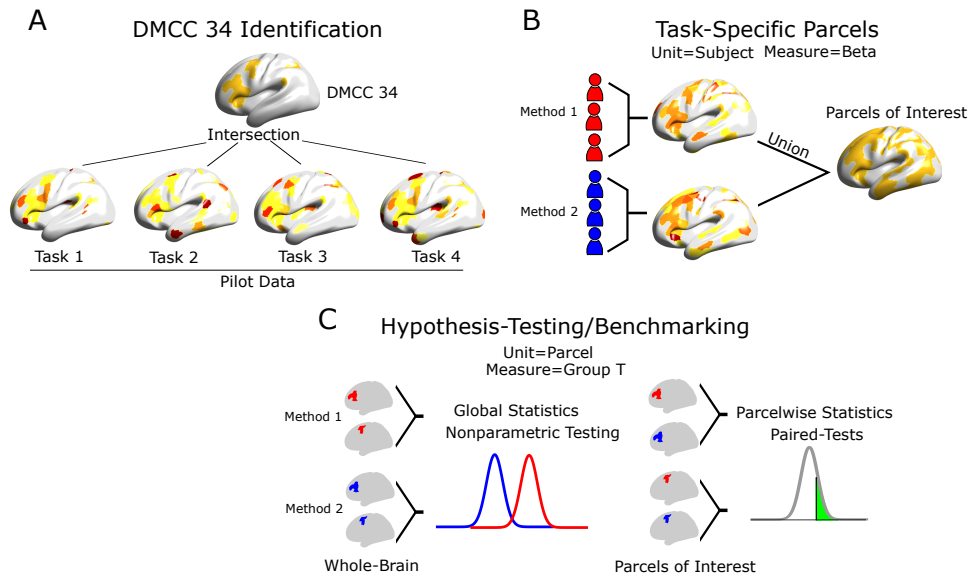 A
DMCC 34 Identification
DMCC 34
Intersection
Task 1
Task 2
Task 3
Task 4
Pilot Data
B
Task-Specific Parcels
Unit=Subject
Measure=Beta
Method 1
Method 2
Union
Parcels of Interest
C
Hypothesis-Testing/Benchmarking
Unit=Parcel
Measure=Group T
Method 1
Method 2
Whole-Brain
Global Statistics
Nonparametric Testing
Parcels of Interest
Parcelwise Statistics
Paired-Tests